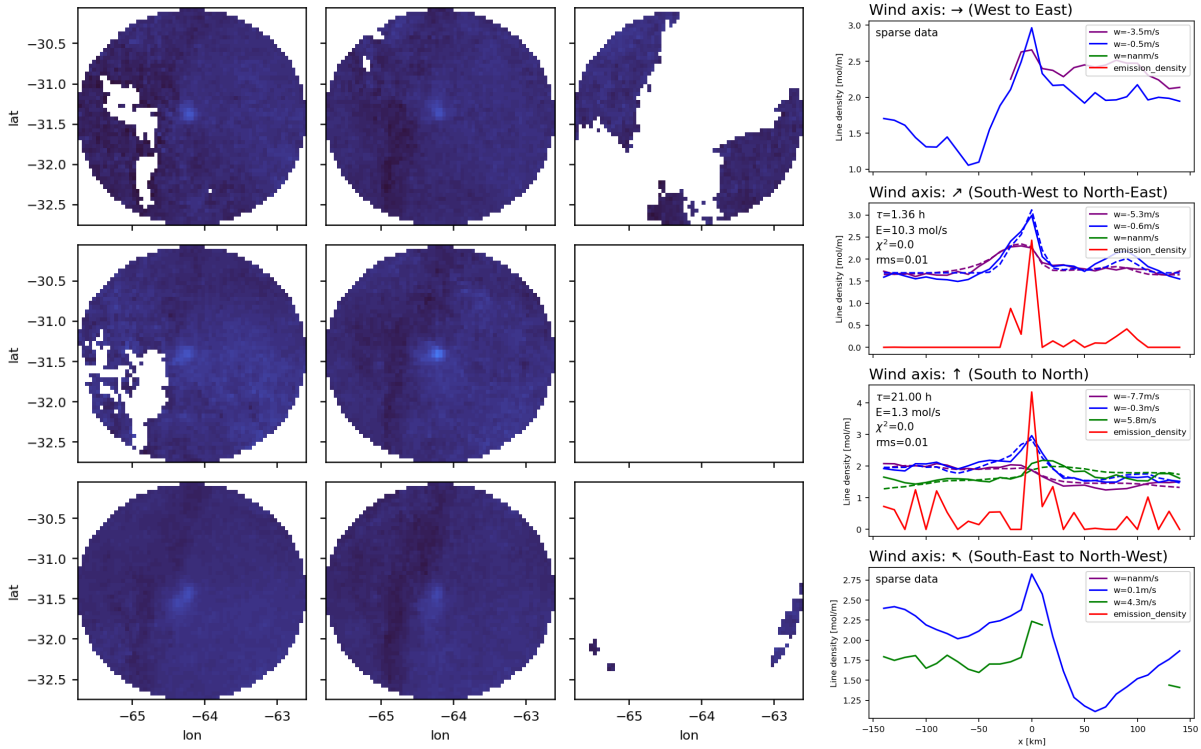 −30.5
−31.0
−31.5
−32.0
−32.5
lat
−30.5
−31.0
−31.5
−32.0
−32.5
lat
−30.5
−31.0
−31.5
−32.0
−32.5
lat
−65
−64
−63
lon
−65
−64
−63
lon
−65
−64
−63
lon
Wind axis: → (West to East)
sparse data
w=-3.5m/s
w=-0.5m/s
w=nanm/s
emission_density
3.0
2.5
2.0
1.5
1.0
Line density [mol/m]
Wind axis: ↗ (South-West to North-East)
τ=1.36 h
E=10.3 mol/s
χ²=0.0
rms=0.01
w=-5.3m/s
w=-0.6m/s
w=nanm/s
emission_density
3.0
2.5
2.0
1.5
1.0
0.5
0.0
Line density [mol/m]
Wind axis: ↑ (South to North)
τ=21.00 h
E=1.3 mol/s
χ²=0.0
rms=0.01
w=-7.7m/s
w=-0.3m/s
w=5.8m/s
emission_density
4
3
2
1
0
Line density [mol/m]
Wind axis: ↖ (South-East to North-West)
sparse data
w=nanm/s
w=0.1m/s
w=4.3m/s
emission_density
2.75
2.50
2.25
2.00
1.75
1.50
1.25
Line density [mol/m]
−150
−100
−50
0
50
100
150
x [km]